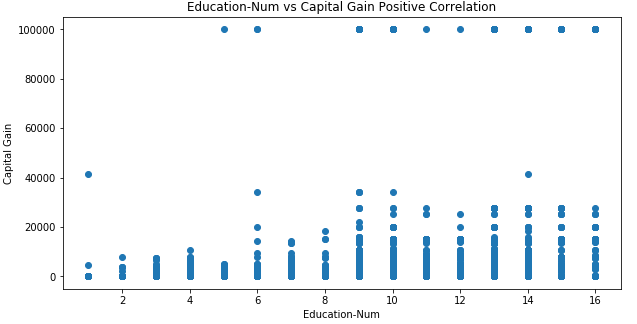 Education-Num vs Capital Gain Positive Correlation
100000
80000
60000
40000
20000
0
Capital Gain
2 4 6 8 10 12 14 16
Education-Num